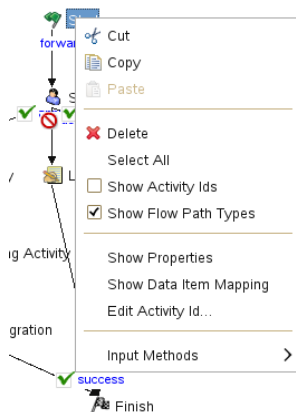 forwa
Cut
Copy
Paste
Delete
Select All
Show Activity Ids
Show Flow Path Types
ng Activity
Show Properties
Show Data Item Mapping
Edit Activity Id...
gration
Input Methods
success
Finish